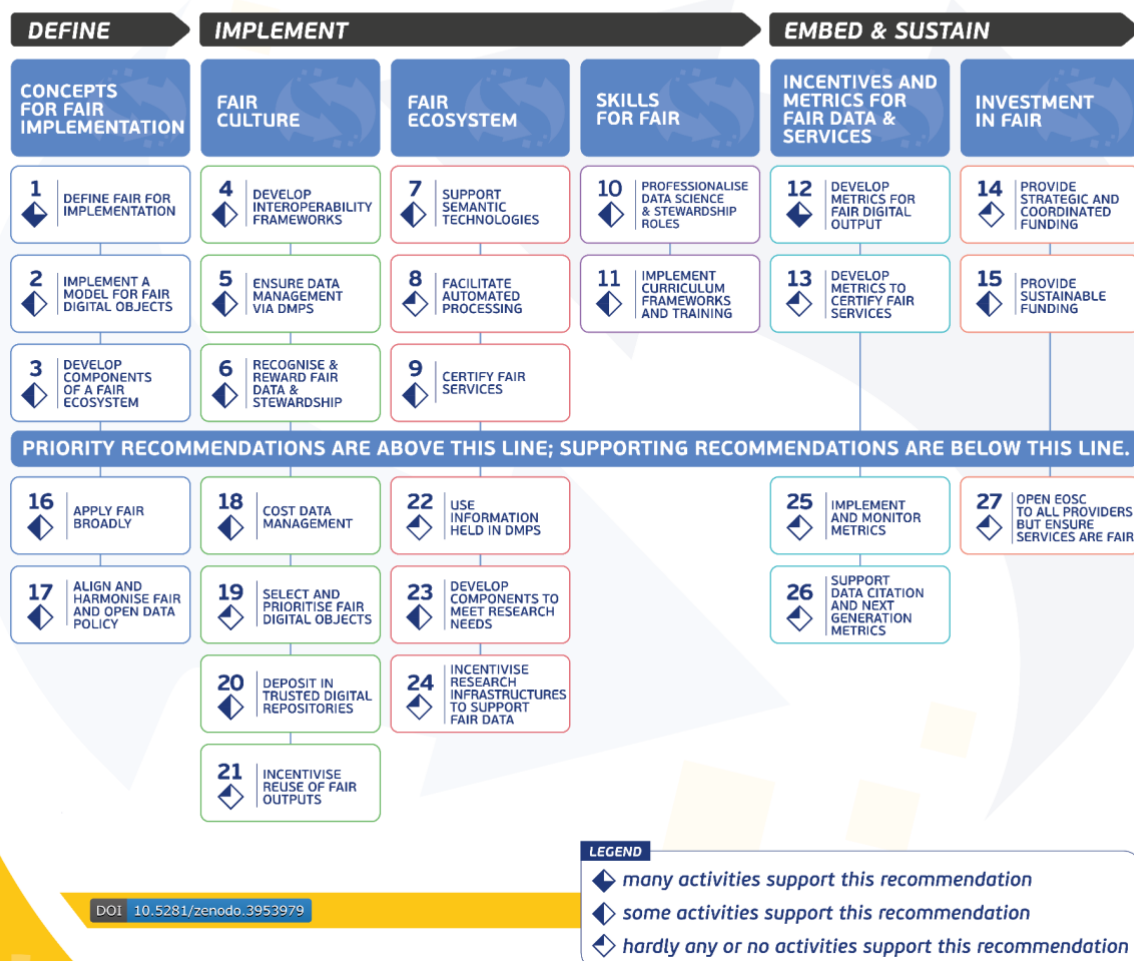 DEFINE
IMPLEMENT
EMBED & SUSTAIN
CONCEPTS
FOR FAIR
IMPLEMENTATION
FAIR
CULTURE
FAIR
ECOSYSTEM
SKILLS
FOR FAIR
INCENTIVES AND
METRICS FOR
FAIR DATA &
SERVICES
INVESTMENT
IN FAIR
1
DEFINE FAIR FOR
IMPLEMENTATION
4
DEVELOP
INTEROPERABILITY
FRAMEWORKS
7
SUPPORT
SEMANTIC
TECHNOLOGIES
10
PROFESSIONALISE
DATA SCIENCE
& STEWARDSHIP
ROLES
12
DEVELOP
METRICS FOR
FAIR DIGITAL
OUTPUT
14
PROVIDE
STRATEGIC AND
COORDINATED
FUNDING
2
IMPLEMENT A
MODEL FOR FAIR
DIGITAL OBJECTS
5
ENSURE DATA
MANAGEMENT
VIA DMPS
8
FACILITATE
AUTOMATED
PROCESSING
11
IMPLEMENT
CURRICULUM
FRAMEWORKS
AND TRAINING
13
DEVELOP
METRICS TO
CERTIFY FAIR
SERVICES
15
PROVIDE
SUSTAINABLE
FUNDING
3
DEVELOP
COMPONENTS
OF A FAIR
ECOSYSTEM
6
RECOGNISE &
REWARD FAIR
DATA &
STEWARDSHIP
9
CERTIFY FAIR
SERVICES
PRIORITY RECOMMENDATIONS ARE ABOVE THIS LINE; SUPPORTING RECOMMENDATIONS ARE BELOW THIS LINE.
16
APPLY FAIR
BROADLY
18
COST DATA
MANAGEMENT
22
USE
INFORMATION
HELD IN DMPS
25
IMPLEMENT
AND MONITOR
METRICS
27
OPEN EOSC
TO ALL PROVIDERS
BUT ENSURE
SERVICES ARE FAIR
17
ALIGN AND
HARMONISE FAIR
AND OPEN DATA
POLICY
19
SELECT AND
PRIORITISE FAIR
DIGITAL OBJECTS
23
DEVELOP
COMPONENTS TO
MEET RESEARCH
NEEDS
26
SUPPORT
DATA CITATION
AND NEXT
GENERATION
METRICS
20
DEPOSIT IN
TRUSTED DIGITAL
REPOSITORIES
24
INCENTIVISE
RESEARCH
INFRASTRUCTURES
TO SUPPORT
FAIR DATA
21
INCENTIVISE
REUSE OF FAIR
OUTPUTS
LEGEND
many activities support this recommendation
some activities support this recommendation
hardly any or no activities support this recommendation
DOI 10.5281/zenodo.3953979